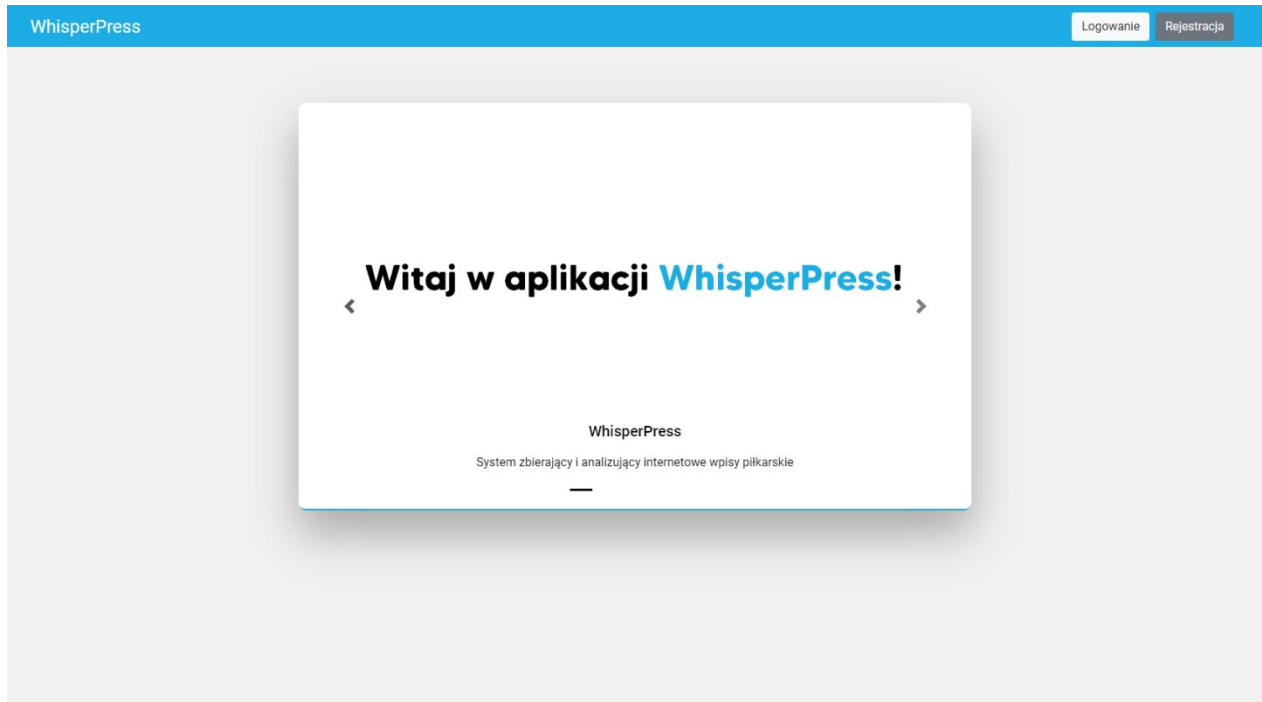 WhisperPress
Logowanie
Rejestracja
Witaj w aplikacji WhisperPress!
WhisperPress
System zbierający i analizujący internetowe wpisy piłkarskie